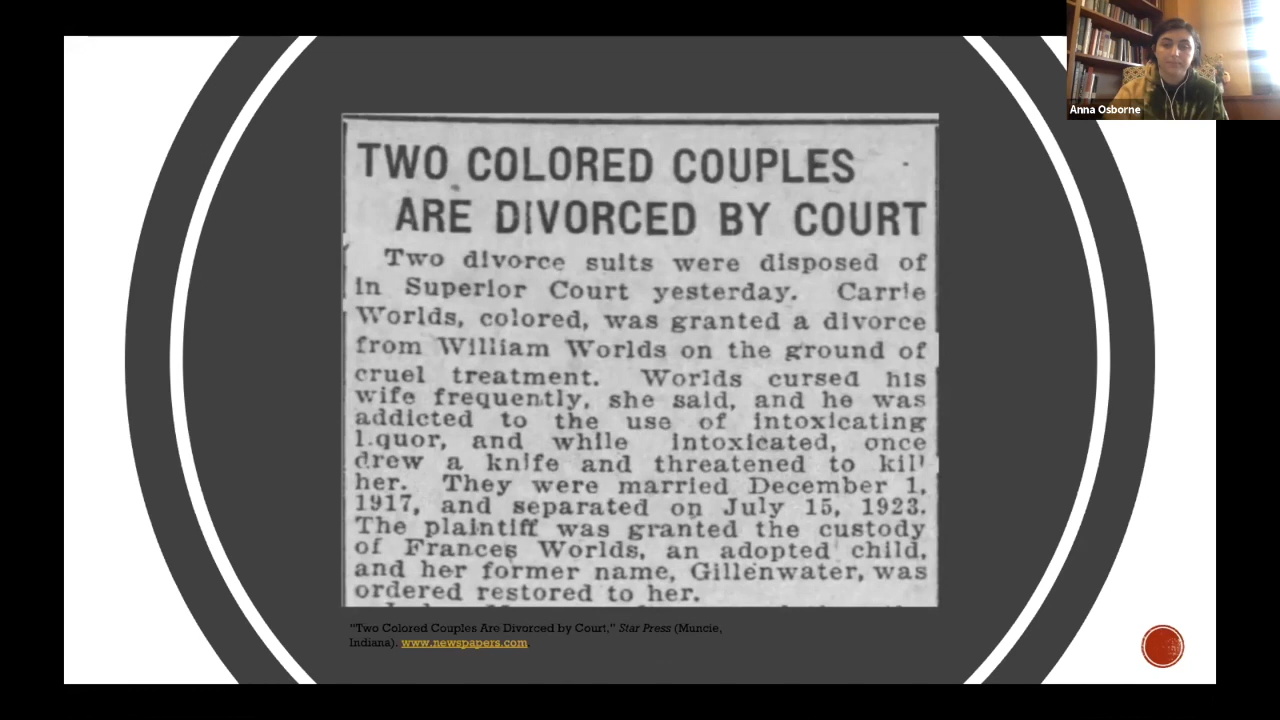 Anna Osborne
TWO COLORED COUPLES
ARE DIVORCED BY COURT
Two divorce suits were disposed of
in Superior Court yesterday. Carrie
Worlds, colored, was granted a divorce
from William Worlds on the ground of
cruel treatment. Worlds cursed his
wife frequently, she said, and he was
addicted to the use of intoxicating
l.quor, and while intoxicated, once
drew a knife and threatened to kill
her. They were married December 1,
1917, and separated on July 15, 1923.
The plaintiff was granted the custody
of Frances Worlds, an adopted child,
and her former name, Gillenwater, was
ordered restored to her.
“Two Colored Couples Are Divorced by Court,” Star Press (Muncie,
Indiana). www.newspapers.com.